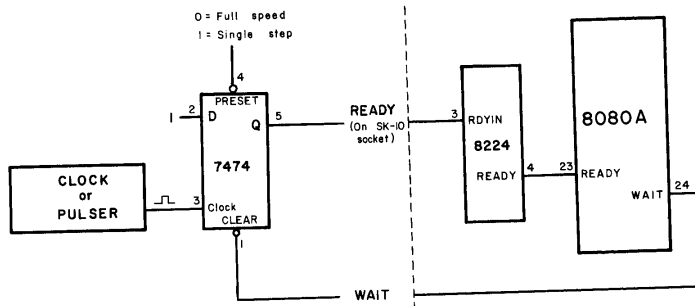 0 = Full speed
1 = Single step
4
PRESET
1
2
D
Q
5
7474
CLOCK
or
PULSER
3
Clock
CLEAR
1
READY
(On SK-10
socket)
3
RDYIN
8224
READY
4
23
READY
8080A
WAIT
24
WAIT